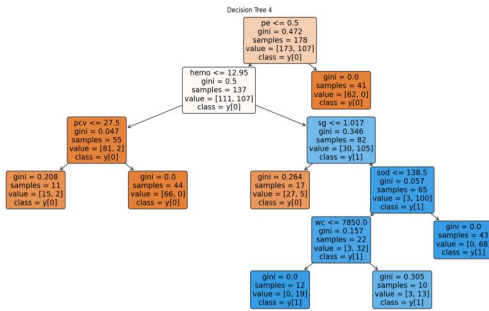 Decision Tree 4
pe <= 0.5
gini = 0.472
samples = 178
value = [173, 107]
class = y[0]
hemo <= 12.95
gini = 0.5
samples = 137
value = [111, 107]
class = y[0]
gini = 0.0
samples = 41
value = [62, 0]
class = y[0]
pcv <= 27.5
gini = 0.047
samples = 55
value = [81, 2]
class = y[0]
sg <= 1.017
gini = 0.346
samples = 82
value = [30, 105]
class = y[1]
gini = 0.208
samples = 11
value = [15, 2]
class = y[0]
gini = 0.0
samples = 44
value = [66, 0]
class = y[0]
gini = 0.264
samples = 17
value = [27, 5]
class = y[0]
sod <= 138.5
gini = 0.057
samples = 65
value = [3, 100]
class = y[1]
wc <= 7850.0
gini = 0.157
samples = 22
value = [3, 32]
class = y[1]
gini = 0.0
samples = 43
value = [0, 68]
class = y[1]
gini = 0.0
samples = 12
value = [0, 19]
class = y[1]
gini = 0.305
samples = 10
value = [3, 13]
class = y[1]